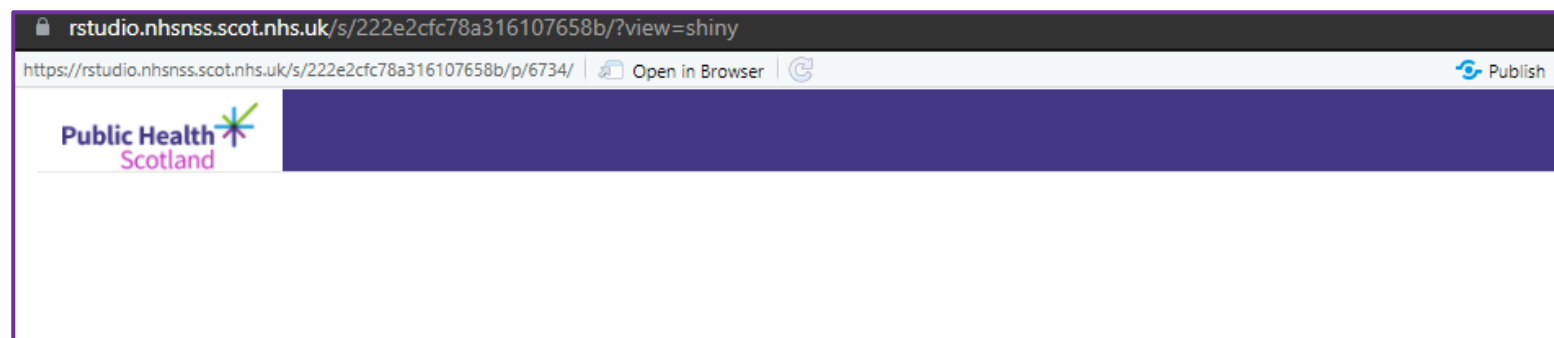 rstudio.nhsnss.scot.nhs.uk/s/222e2cfc78a316107658b/?view=shiny
https://rstudio.nhsnss.scot.nhs.uk/s/222e2cfc78a316107658b/p/6734/ Open in Browser Publish
Public Health
Scotland